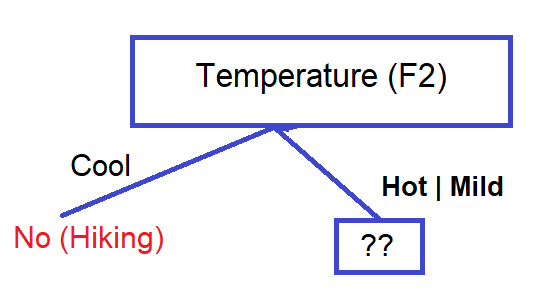 Temperature (F2)
Cool
Hot | Mild
No (Hiking)
??